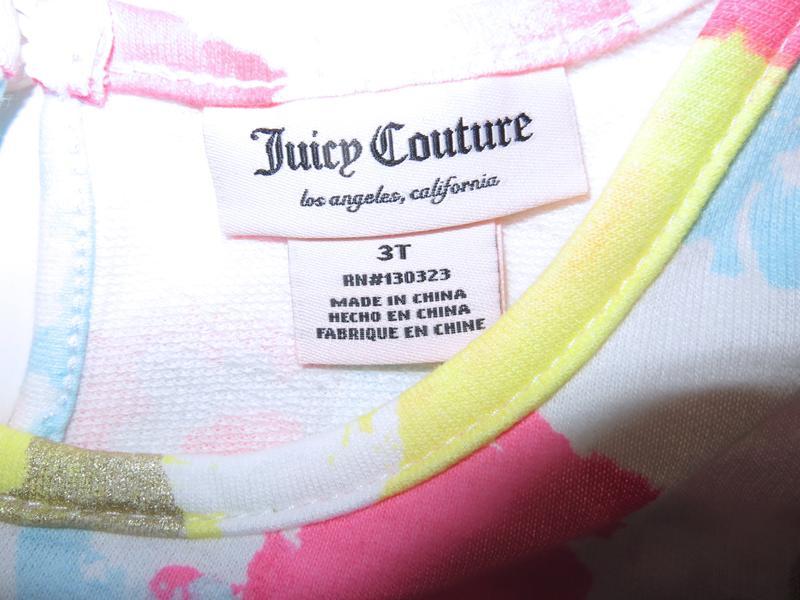 Juicy Couture
los angeles, california
3T
RN#130323
MADE IN CHINA
HECHO EN CHINA
FABRIQUE EN CHINE